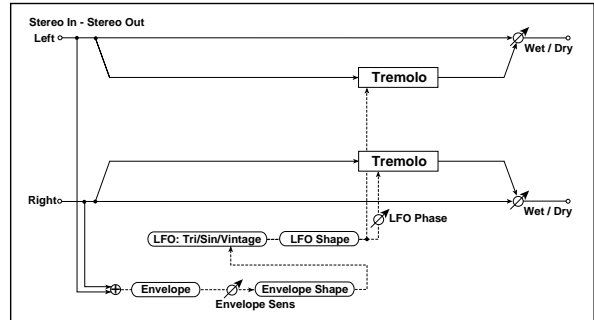 Stereo In - Stereo Out
Left
Wet / Dry
Tremolo
Tremolo
Right
Wet / Dry
LFO Phase
LFO: Tri/Sin/Vintage
LFO Shape
Envelope
Envelope Sens
Envelope Shape